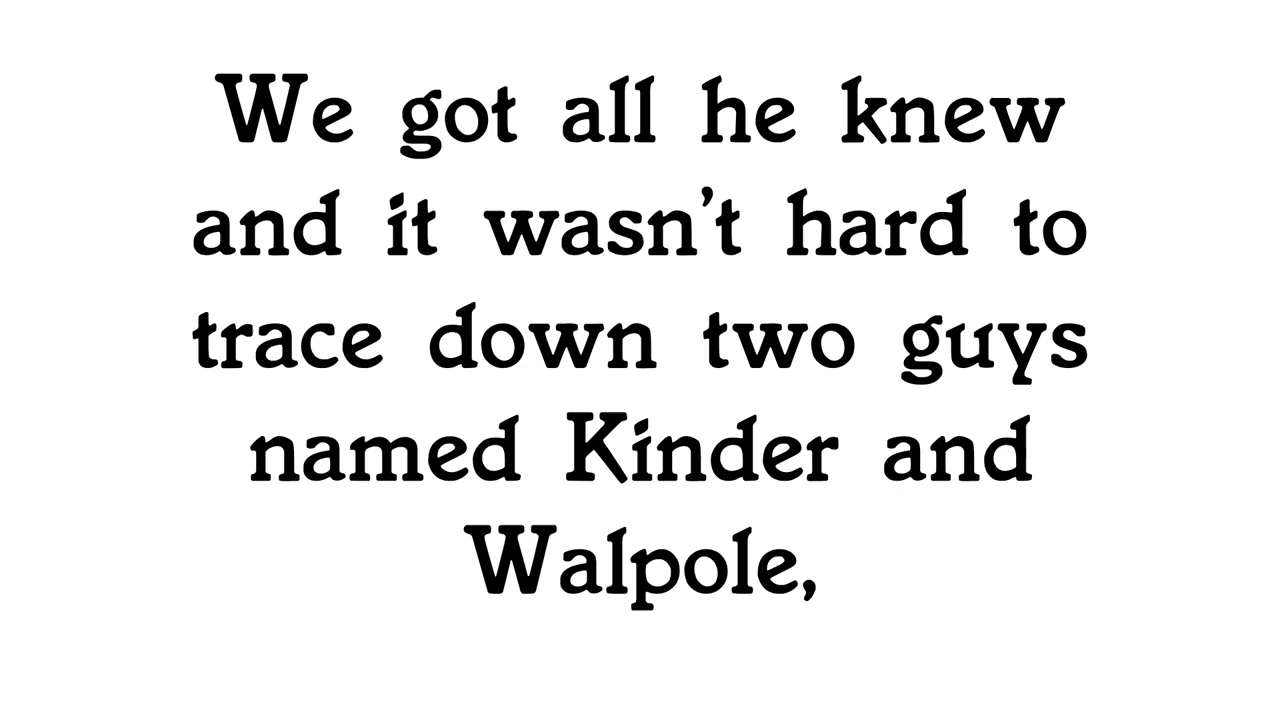 We got all he knew
and it wasn’t hard to
trace down two guys
named Kinder and
Walpole,